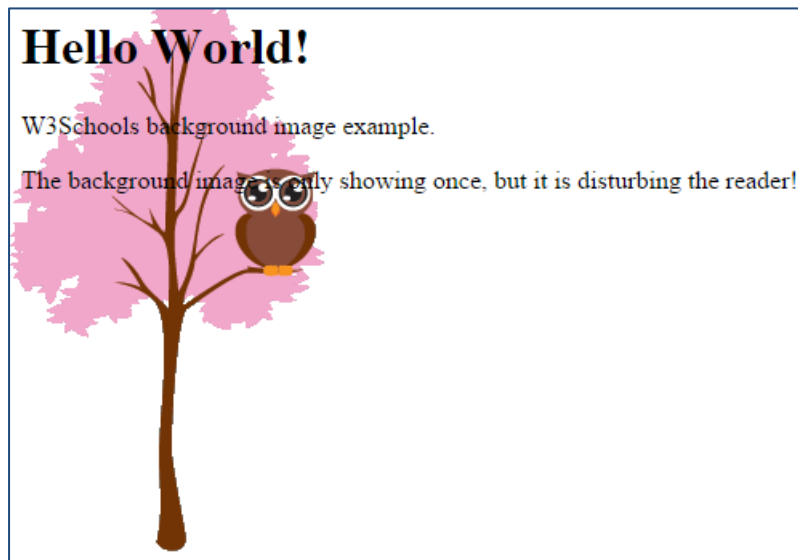 Hello World!
W3Schools background image example.
The background image is only showing once, but it is disturbing the reader!